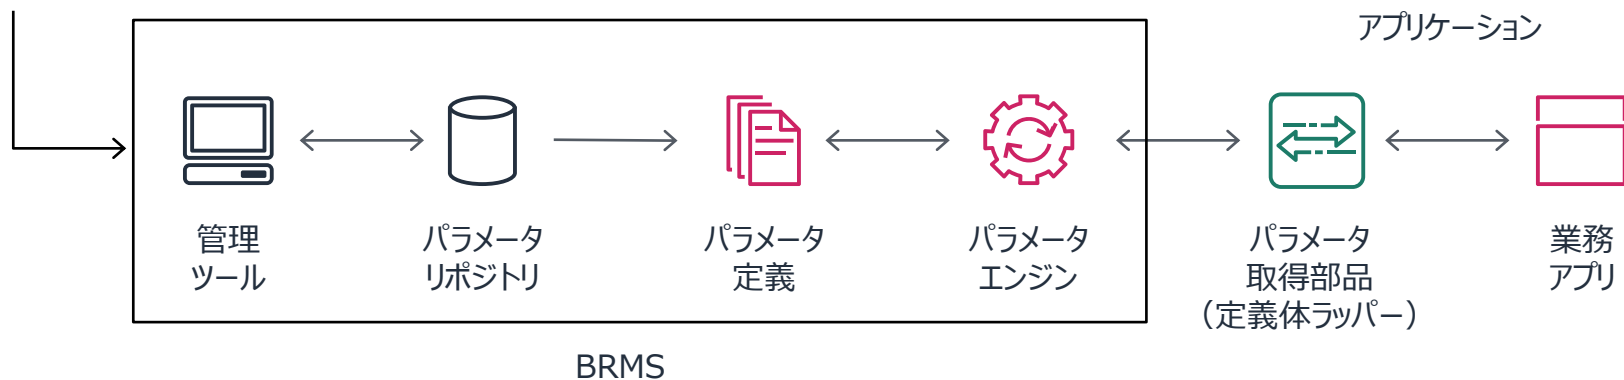 アプリケーション
管理
ツール
パラメータ
リポジトリ
パラメータ
定義
パラメータ
エンジン
パラメータ
取得部品
（定義体ラッパー）
業務
アプリ
BRMS